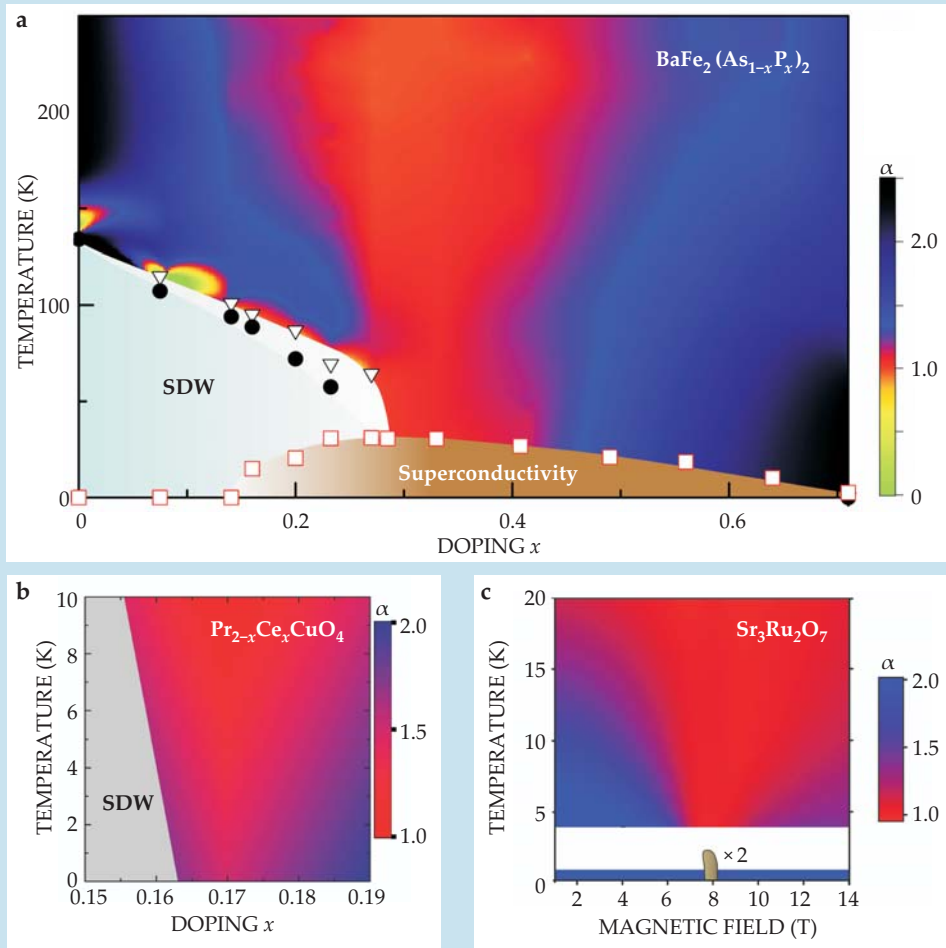 a
BaFe₂(As₁₋ₓPₓ)₂
TEMPERATURE (K)
200
100
0
SDW
Superconductivity
0
0.2
0.4
0.6
DOPING x
α
2.0
1.0
0
b
Pr₂₋ₓCeₓCuO₄
TEMPERATURE (K)
10
8
6
4
2
0
SDW
0.15
0.16
0.17
0.18
0.19
DOPING x
α
2.0
1.5
1.0
c
Sr₃Ru₂O₇
TEMPERATURE (K)
20
15
10
5
0
× 2
2
4
6
8
10
12
14
MAGNETIC FIELD (T)
α
2.0
1.5
1.0